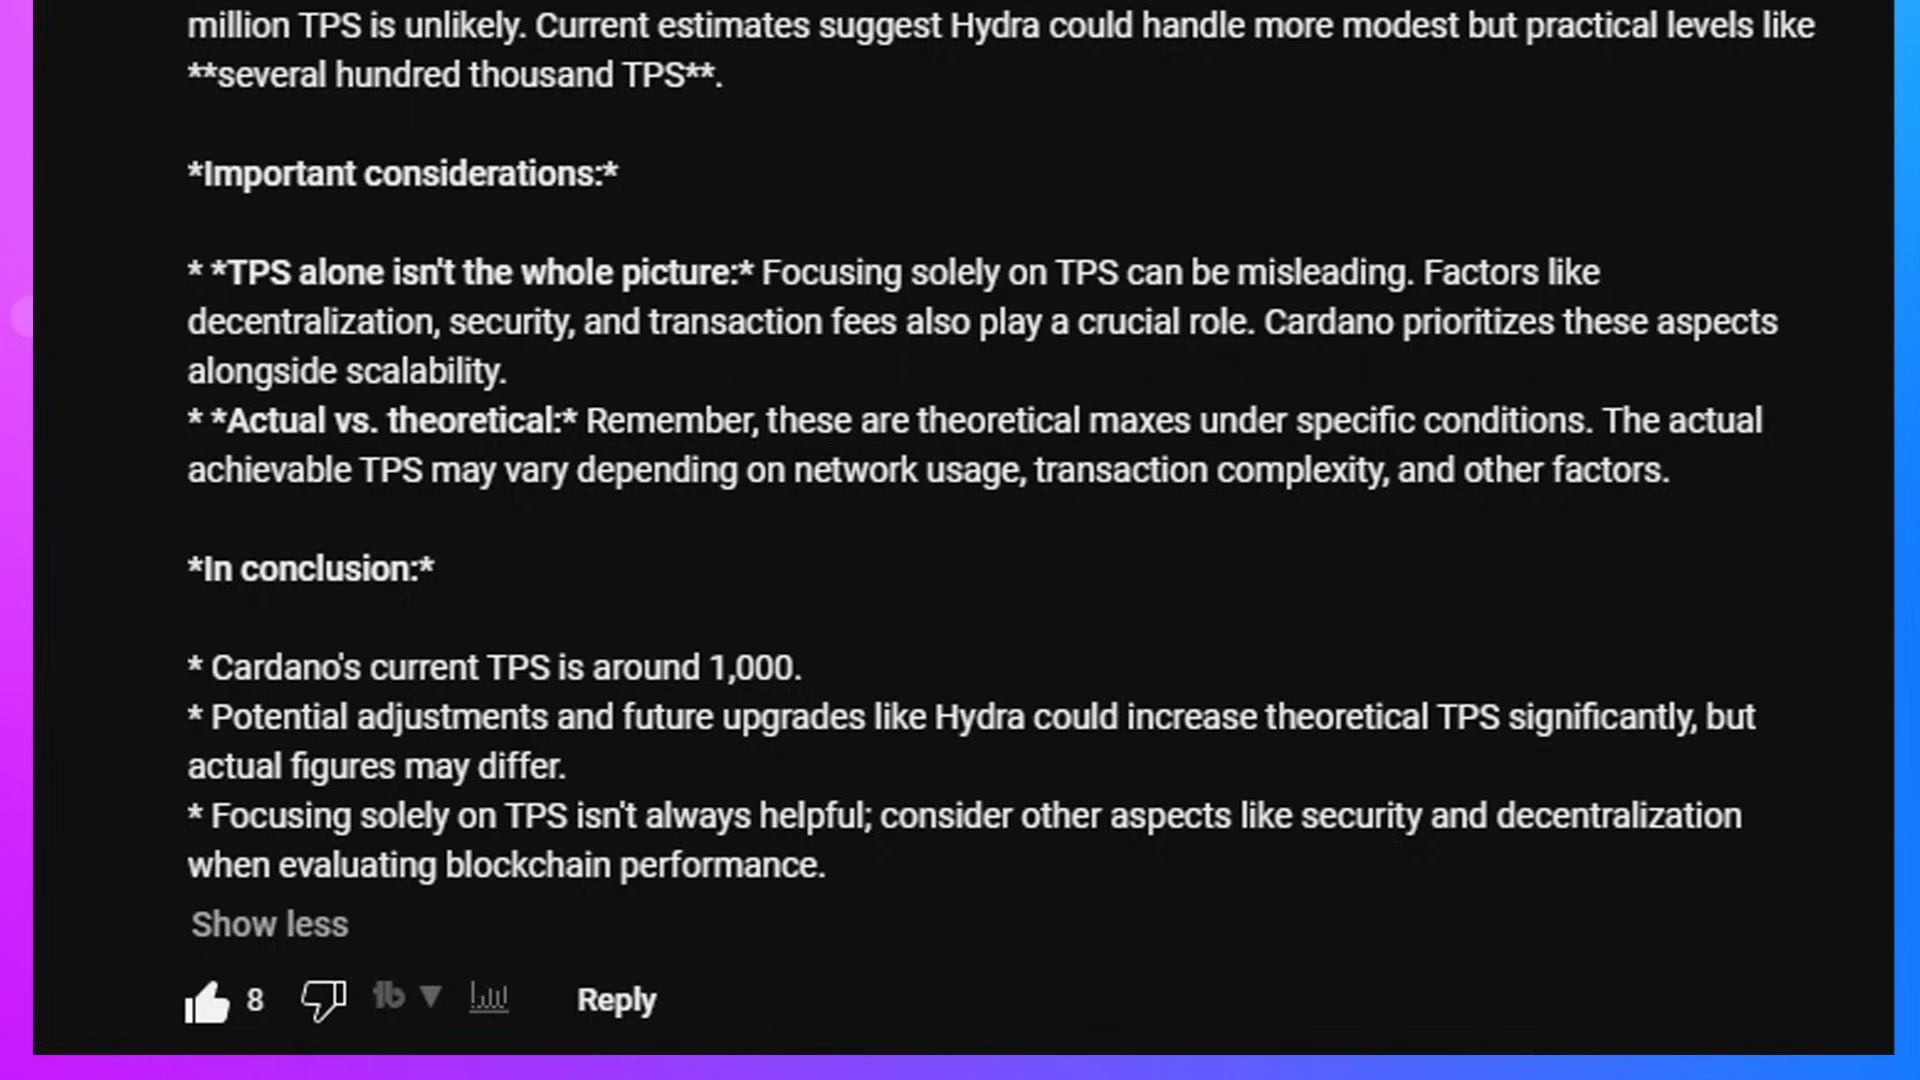 million TPS is unlikely. Current estimates suggest Hydra could handle more modest but practical levels like
**several hundred thousand TPS**.
*Important considerations:*
* *TPS alone isn't the whole picture:* Focusing solely on TPS can be misleading. Factors like
decentralization, security, and transaction fees also play a crucial role. Cardano prioritizes these aspects
alongside scalability.
* *Actual vs. theoretical:* Remember, these are theoretical maxes under specific conditions. The actual
achievable TPS may vary depending on network usage, transaction complexity, and other factors.
*In conclusion:*
* Cardano's current TPS is around 1,000.
* Potential adjustments and future upgrades like Hydra could increase theoretical TPS significantly, but
actual figures may differ.
* Focusing solely on TPS isn't always helpful; consider other aspects like security and decentralization
when evaluating blockchain performance.
Show less
8 Reply